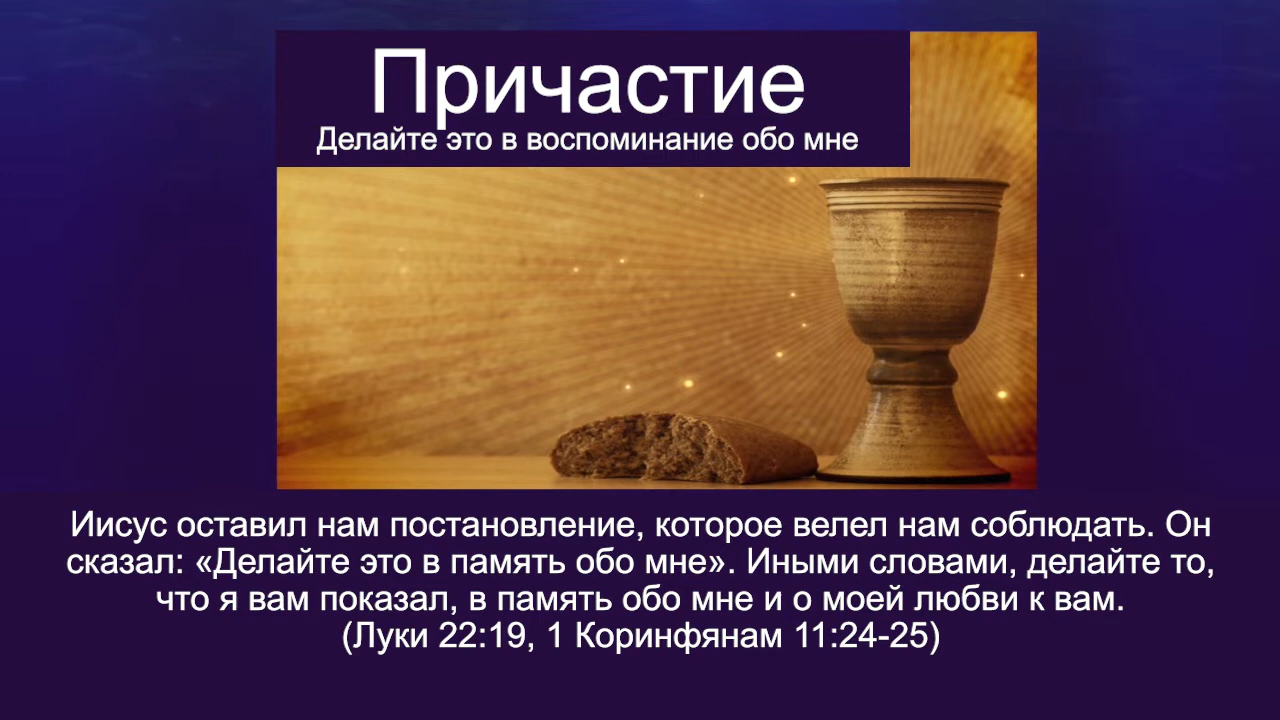 Причастие
Делайте это в воспоминание обо мне
Иисус оставил нам постановление, которое велел нам соблюдать. Он
сказал: «Делайте это в память обо мне». Иными словами, делайте то,
что я вам показал, в память обо мне и о моей любви к вам.
(Луки 22:19, 1 Коринфянам 11:24-25)